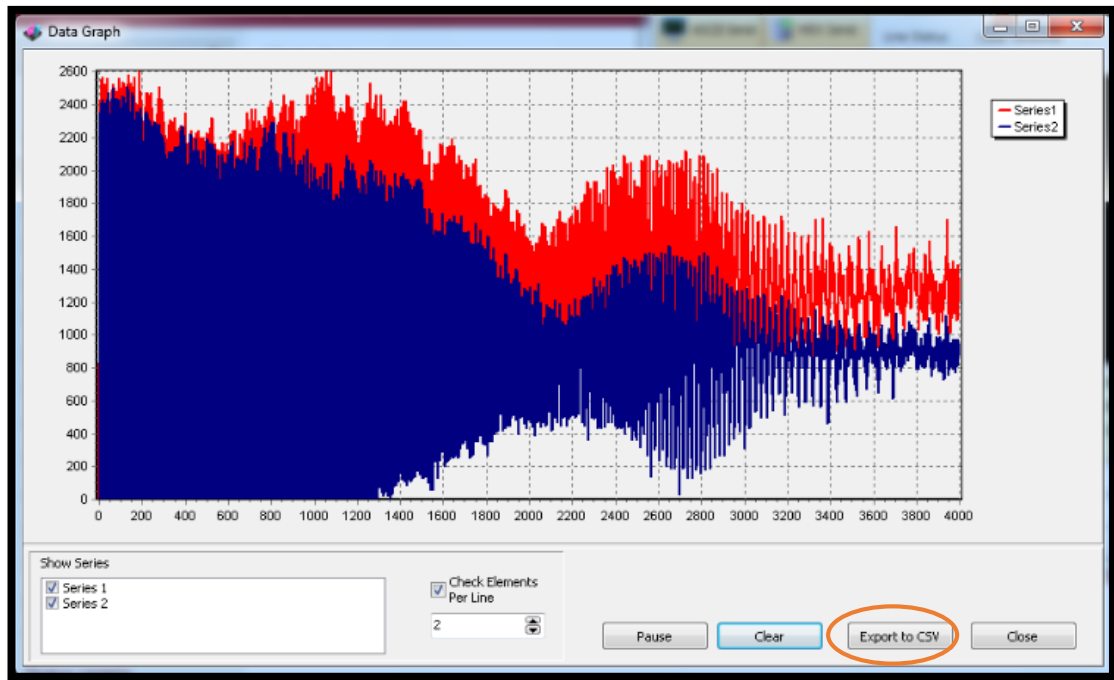 Data Graph
2600
2400
2200
2000
1800
1600
1400
1200
1000
800
600
400
200
0
0 200 400 600 800 1000 1200 1400 1600 1800 2000 2200 2400 2600 2800 3000 3200 3400 3600 3800 4000
Series1
Series2
Show Series
Series 1
Series 2
Check Elements
Per Line
2
Pause Clear Export to CSV Close